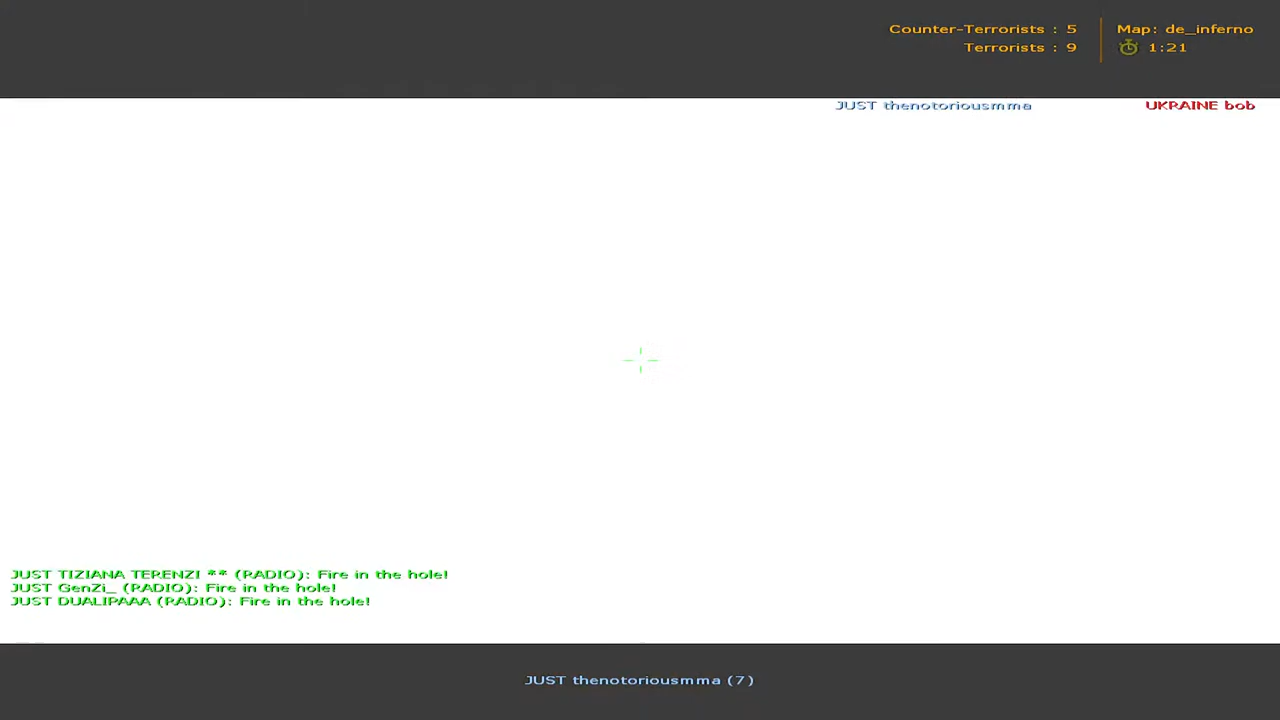 Counter-Terrorists : 5
Terrorists : 9
Map: de_inferno
1:21
JUST thenotoriousmma UKRAINE bob
JUST TIZIANA TERENZI ** (RADIO): Fire in the hole!
JUST GenZi_ (RADIO): Fire in the hole!
JUST DUALIPAAA (RADIO): Fire in the hole!
JUST thenotoriousmma (7)